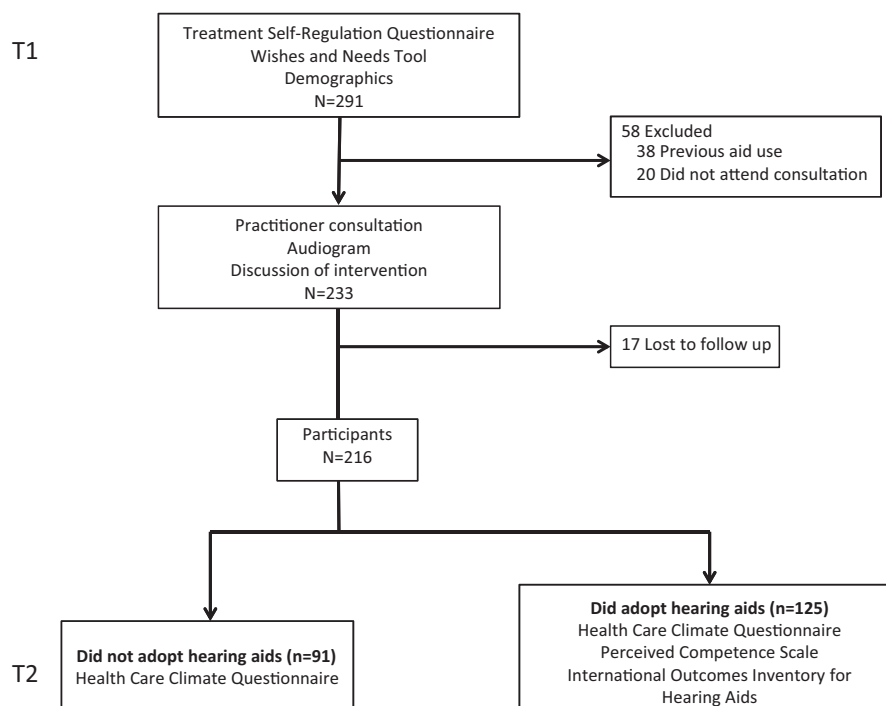 T1
Treatment Self-Regulation Questionnaire
Wishes and Needs Tool
Demographics
N=291
58 Excluded
38 Previous aid use
20 Did not attend consultation
Practitioner consultation
Audiogram
Discussion of intervention
N=233
17 Lost to follow up
Participants
N=216
T2
Did not adopt hearing aids (n=91)
Health Care Climate Questionnaire
Did adopt hearing aids (n=125)
Health Care Climate Questionnaire
Perceived Competence Scale
International Outcomes Inventory for
Hearing Aids